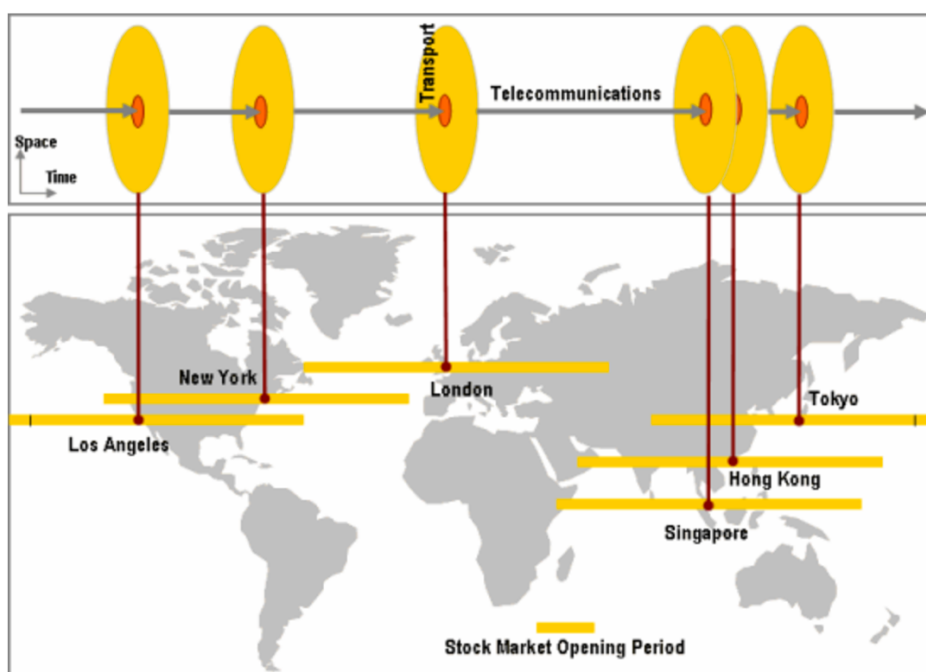 Transport
Telecommunications
Space
Time
New York
London
Tokyo
Los Angeles
Hong Kong
Singapore
Stock Market Opening Period